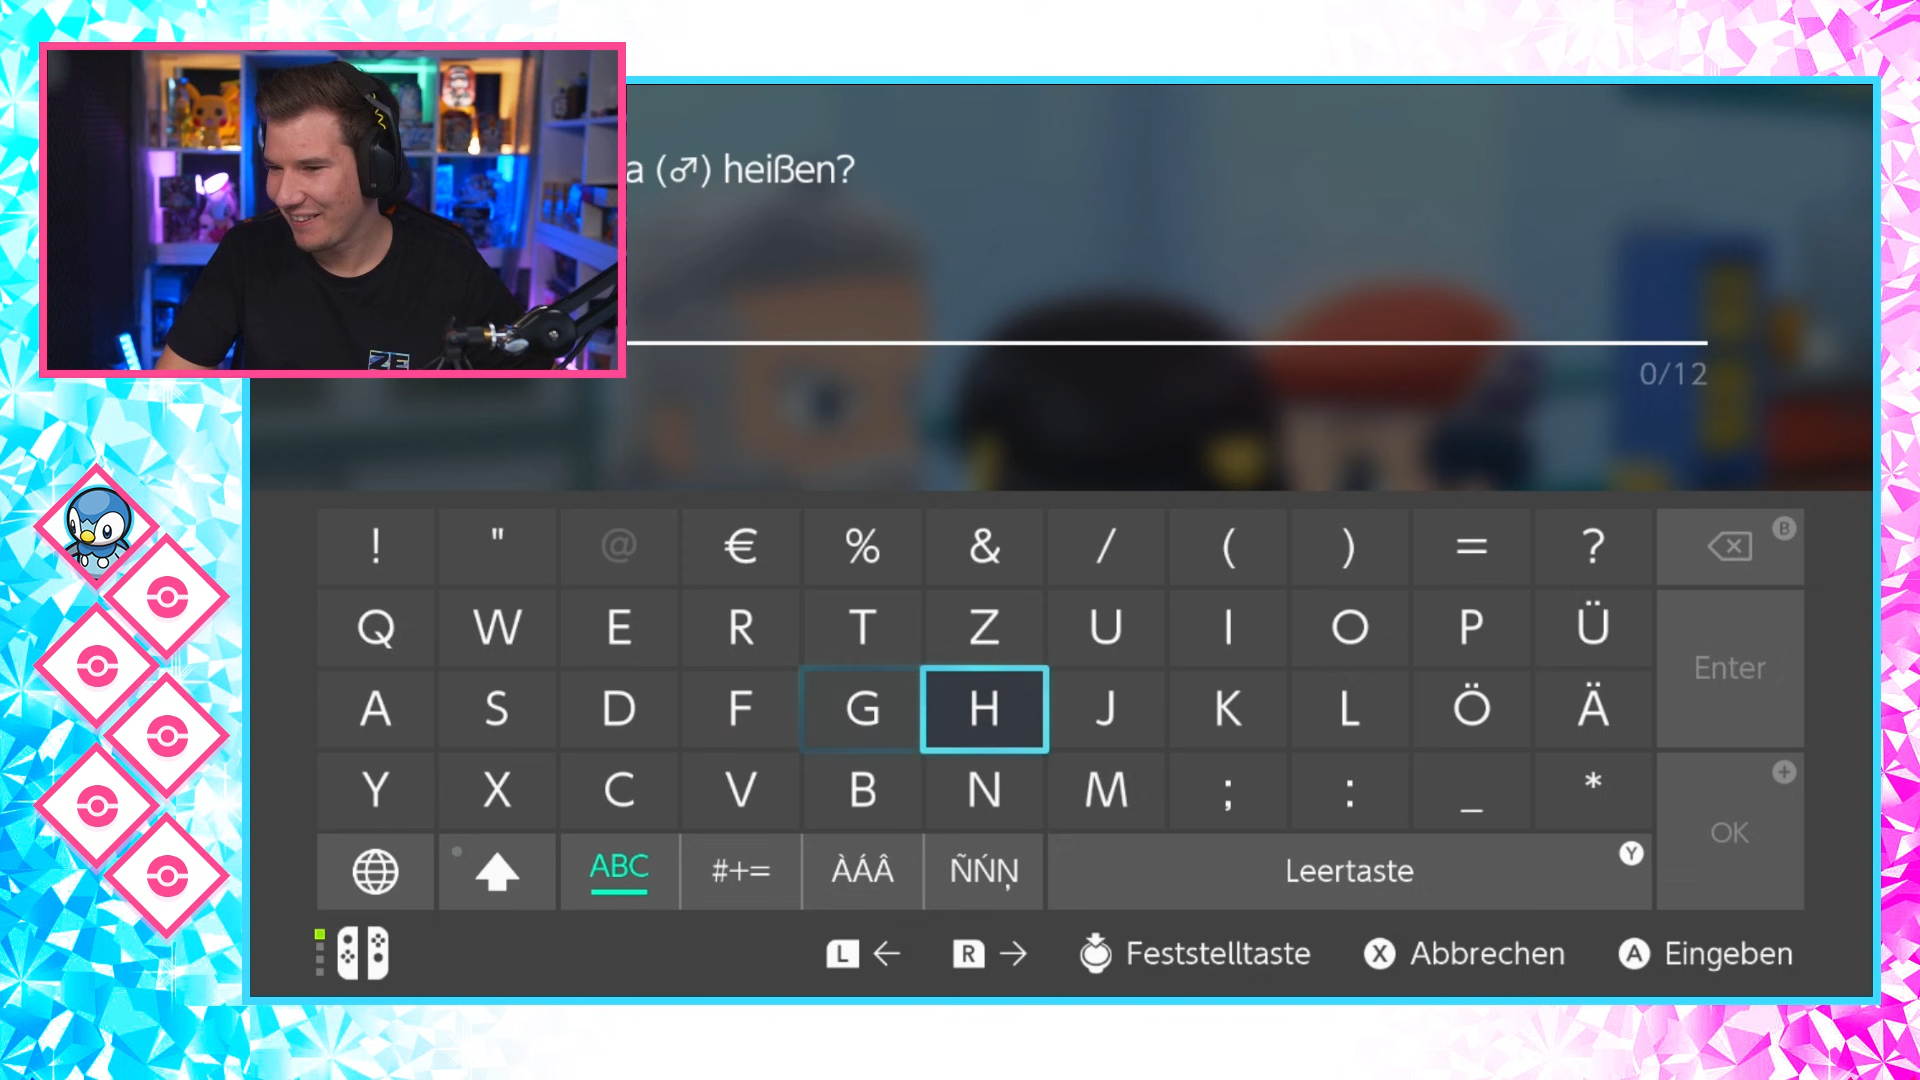 a (♂) heißen?
0/12
! " @ € % & / ( ) = ? B
Q W E R T Z U I O P Ü
Enter
A S D F G H J K L Ö Ä
Y X C V B N M ; : _ *
+
OK
ABC #+= ÀÁÂ ÑŃŅ Leertaste Y
L ← R → Feststelltaste X Abbrechen A Eingeben